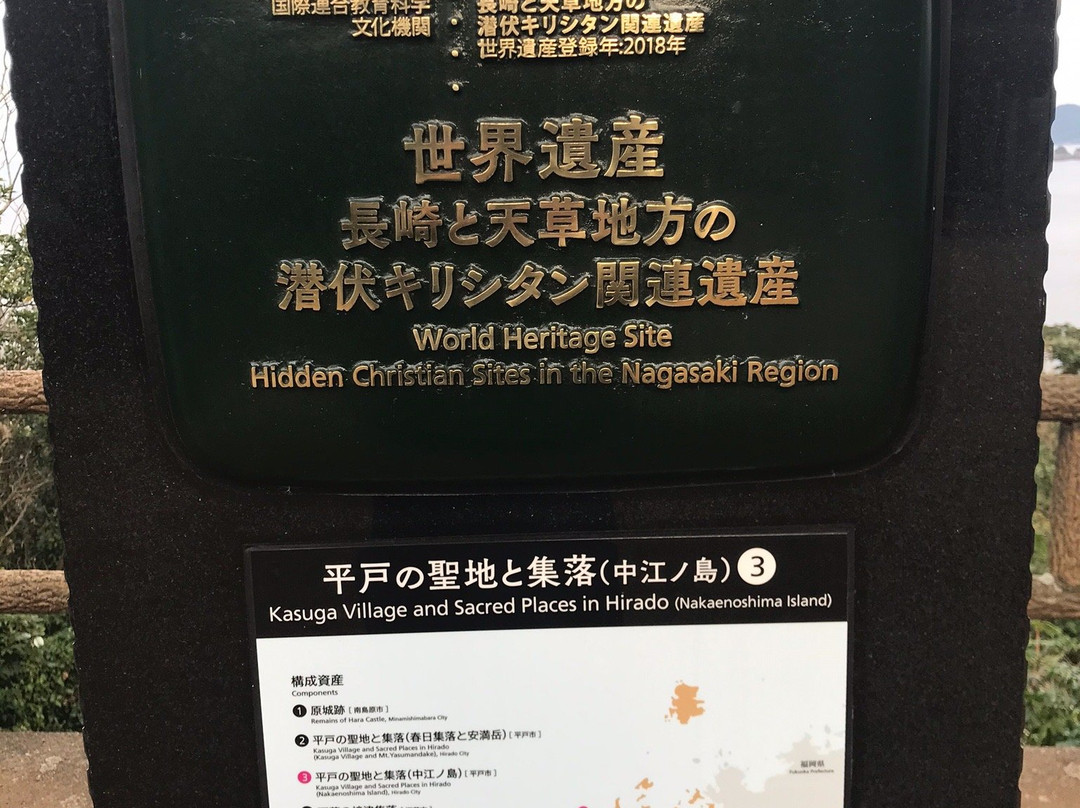 国際連合教育科学
文化機関
長崎と天草地方の
潜伏キリシタン関連遺産
世界遺産登録年:2018年
世界遺産
長崎と天草地方の
潜伏キリシタン関連遺産
World Heritage Site
Hidden Christian Sites in the Nagasaki Region
平戸の聖地と集落(中江ノ島)3
Kasuga Village and Sacred Places in Hirado (Nakaenoshima Island)
構成資産
Components
1 原城跡 [南島原市]
Remains of Hara Castle, Minamishimabara City
2 平戸の聖地と集落(春日集落と安満岳)[平戸市]
Kasuga Village and Sacred Places in Hirado
(Kasuga Village and Mt.Yasumandake), Hirado City
3 平戸の聖地と集落(中江ノ島)[平戸市]
Kasuga Village and Sacred Places in Hirado
(Nakaenoshima Island), Hirado City
福岡県
Fukuoka Prefecture